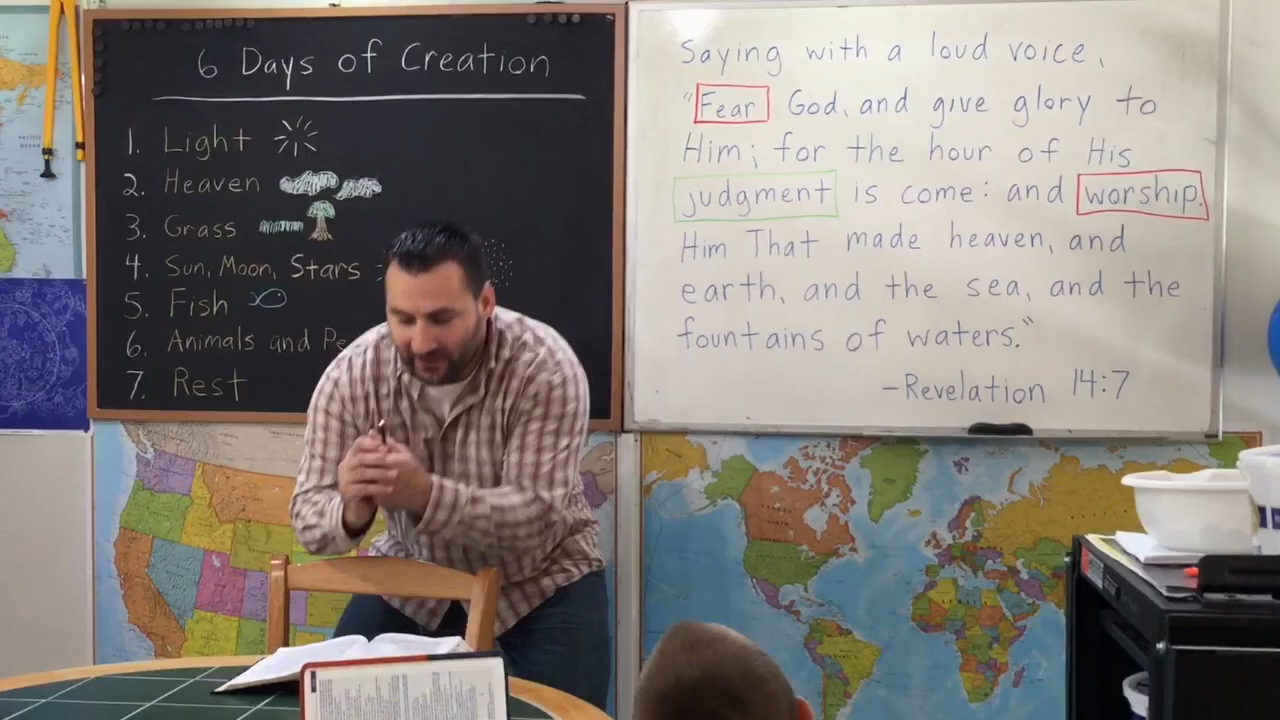 6 Days of Creation
1. Light
2. Heaven
3. Grass
4. Sun, Moon, Stars
5. Fish
6. Animals and
7. Rest
Saying with a loud voice,
"Fear God, and give glory to
Him; for the hour of His
judgment is come: and worship
Him That made heaven, and
earth, and the sea, and the
fountains of waters."
-Revelation 14:7